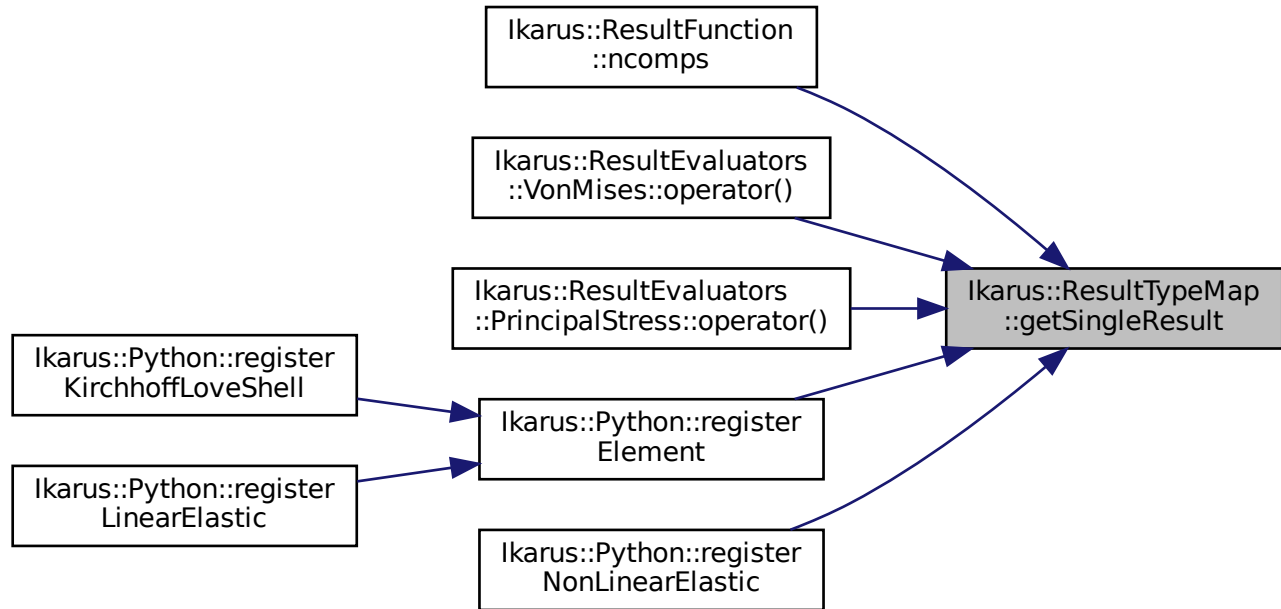 Ikarus::ResultFunction
::ncomps
Ikarus::ResultEvaluators
::VonMises::operator()
Ikarus::ResultEvaluators
::PrincipalStress::operator()
Ikarus::ResultTypeMap
::getSingleResult
Ikarus::Python::register
KirchhoffLoveShell
Ikarus::Python::register
Element
Ikarus::Python::register
LinearElastic
Ikarus::Python::register
NonLinearElastic